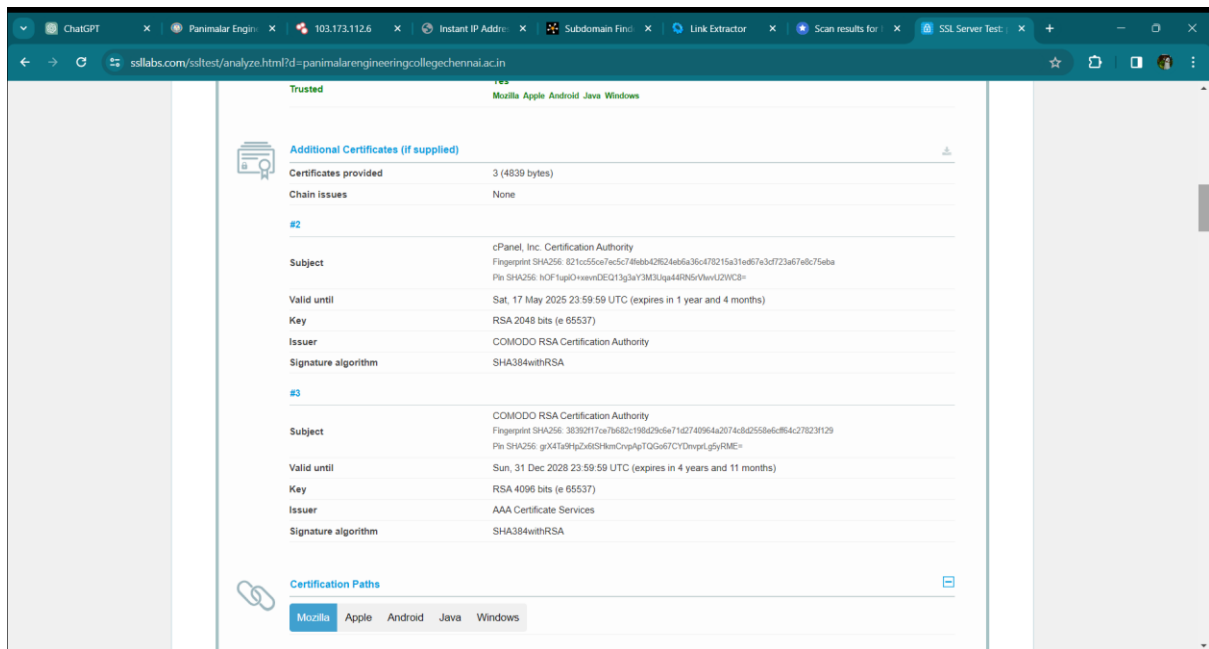 ChatGPT
Panimalar Engine
103.173.112.6
Instant IP Addres
Subdomain Find
Link Extractor
Scan results for
SSL Server Test:
ssllabs.com/ssltest/analyze.html?d=panimalarengineeringcollegechennai.ac.in
Trusted Yes
Mozilla Apple Android Java Windows
Additional Certificates (if supplied)
Certificates provided 3 (4839 bytes)
Chain issues None
#2
Subject cPanel, Inc. Certification Authority
Fingerprint SHA256:
Pin SHA256:
Valid until Sat, 17 May 2025 23:59:59 UTC (expires in 1 year and 4 months)
Key RSA 2048 bits (e 65537)
Issuer COMODO RSA Certification Authority
Signature algorithm SHA384withRSA
#3
Subject COMODO RSA Certification Authority
Fingerprint SHA256:
Pin SHA256:
Valid until Sun, 31 Dec 2028 23:59:59 UTC (expires in 4 years and 11 months)
Key RSA 4096 bits (e 65537)
Issuer AAA Certificate Services
Signature algorithm SHA384withRSA
Certification Paths
Mozilla Apple Android Java Windows